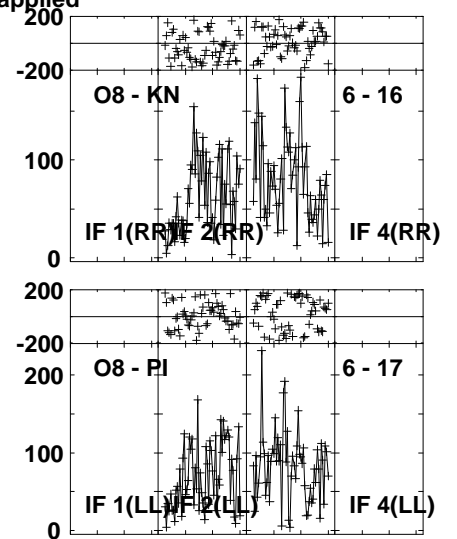 applied
200
-200
O8 - KN 6 - 16
100
IF 1(RR) IF 2(RR) IF 4(RR)
0
200
-200
O8 - PI 6 - 17
200
100
IF 1(LL) IF 2(LL) IF 4(LL)
0